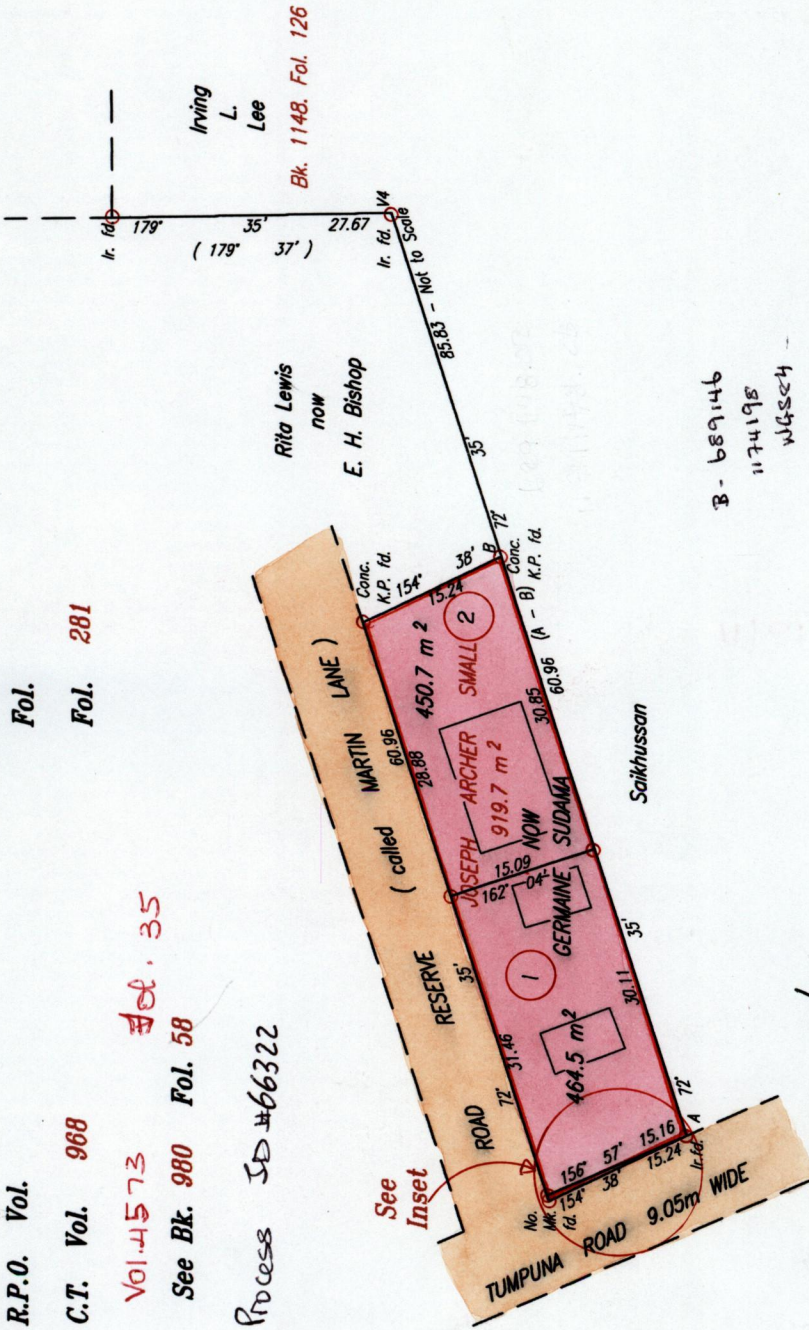 R.P.O. Vol. Fol.
C.T. Vol. 968 Fol. 281
Vol. 4573 Fol. 35
See Bk. 980 Fol. 58
Process JD #66322
See
Inset
TUMPUNA ROAD 9.05m WIDE
ROAD RESERVE ( called MARTIN LANE )
No.
Mk.
fd.
154° 38' 15.24
156° 57' 15.16
Ir. fd.
A
72° 31.46 35'
28.88
60.96
1
464.5 m²
72° 30.11 35'
162° 04'
15.09
JOSEPH ARCHER SMALL
919.7 m²
NOW
GERMAINE SUDAMA
450.7 m²
2
30.85
60.96 (A - B)
Conc.
K.P. fd.
154° 38'
15.24
B
Conc.
K.P. fd.
72° 35' 85.83 - Not to Scale
Saikhussan
Rita Lewis
now
E. H. Bishop
Ir. fd.
179° 35' 27.67
( 179° 37' )
Ir. fd. V4
Irving
L.
Lee
Bk. 1148. Fol. 126
B - 689146
1174198
WGS84 -